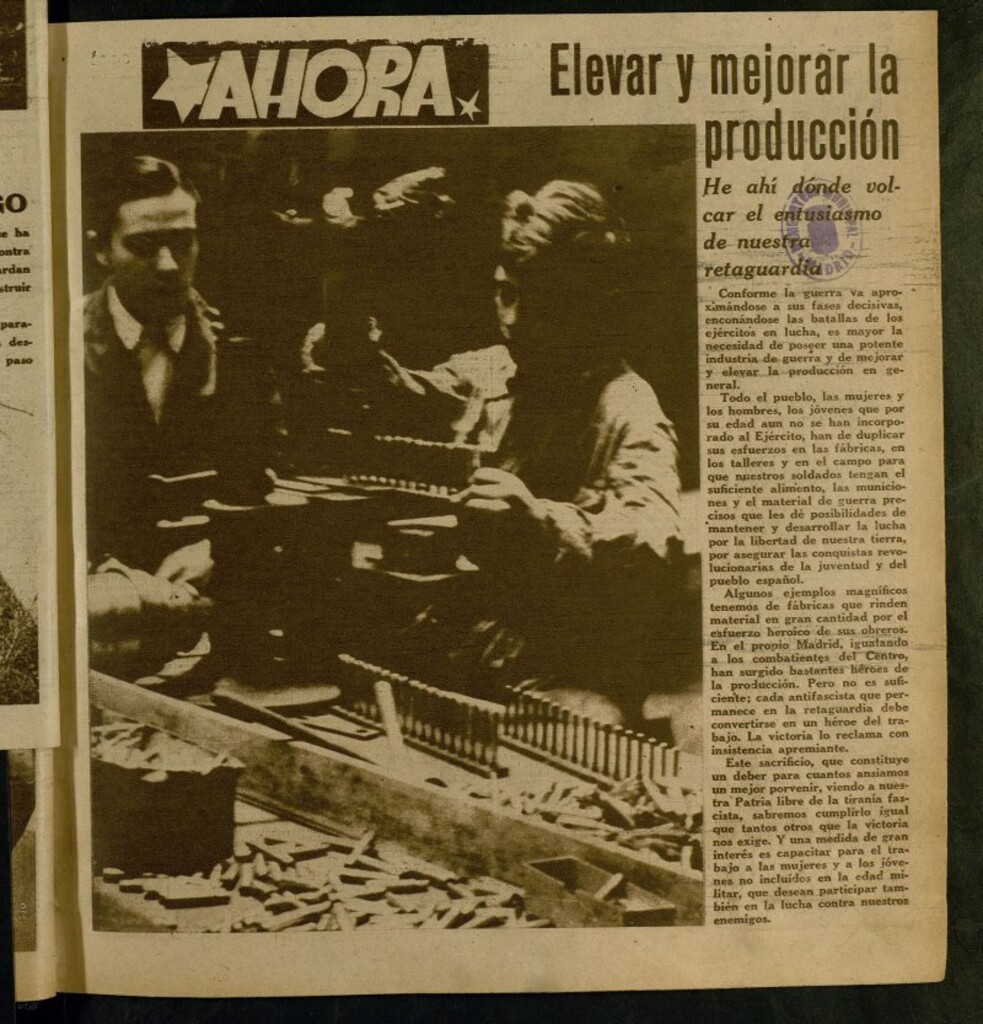 GO
e ha
ontra
ardan
struir
para-
des-
paso
AHORA
Elevar y mejorar la
producción
He ahí dónde vol-
car el entusiasmo
de nuestra
retaguardia
MADRID
Conforme la guerra va apro-
ximándose a sus fases decisivas,
enconándose las batallas de los
ejércitos en lucha, es mayor la
necesidad de poseer una potente
industria de guerra y de mejorar
y elevar la producción en ge-
neral.
Todo el pueblo, las mujeres y
los hombres, los jóvenes que por
su edad aun no se han incorpo-
rado al Ejército, han de duplicar
sus esfuerzos en las fábricas, en
los talleres y en el campo para
que nuestros soldados tengan el
suficiente alimento, las municio-
nes y el material de guerra pre-
cisos que les dé posibilidades de
mantener y desarrollar la lucha
por la libertad de nuestra tierra,
por asegurar las conquistas revo-
lucionarias de la juventud y del
pueblo español.
Algunos ejemplos magníficos
tenemos de fábricas que rinden
material en gran cantidad por el
esfuerzo heroico de sus obreros.
En el propio Madrid, igualando
a los combatientes del Centro,
han surgido bastantes héroes de
la producción. Pero no es sufi-
ciente; cada antifascista que per-
manece en la retaguardia debe
convertirse en un héroe del tra-
bajo. La victoria lo reclama con
insistencia apremiante.
Este sacrificio, que constituye
un deber para cuantos ansiamos
un mejor porvenir, viendo a nues-
tra Patria libre de la tiranía fas-
cista, sabremos cumplirlo igual
que tantos otros que la victoria
nos exige. Y una medida de gran
interés es capacitar para el tra-
bajo a las mujeres y a los jóve-
nes no incluídos en la edad mi-
litar, que desean participar tam-
bién en la lucha contra nuestros
enemigos.